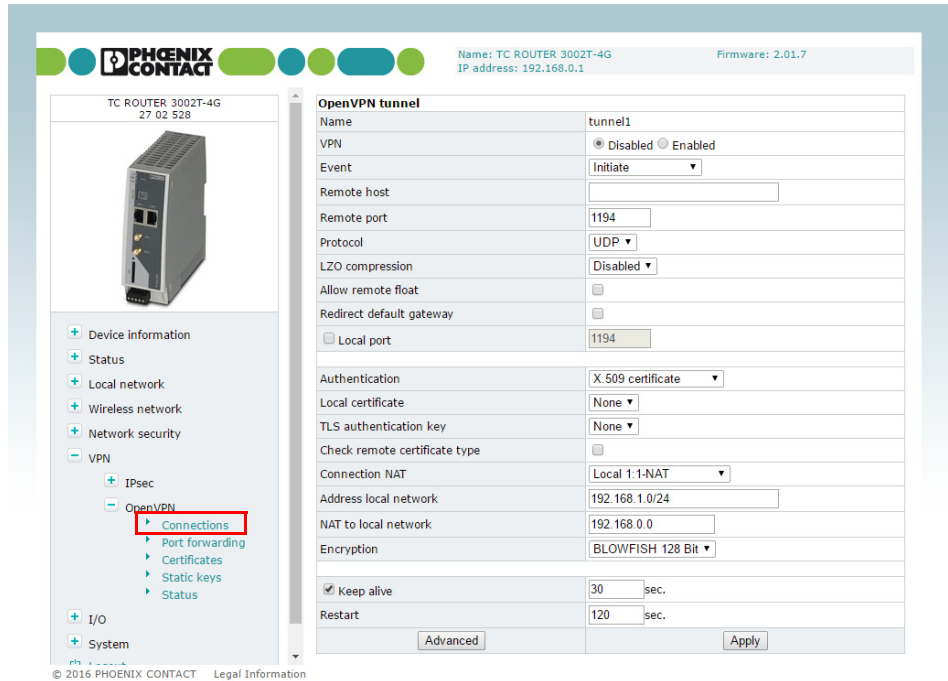 PHŒNIX
CONTACT
Name: TC ROUTER 3002T-4G Firmware: 2.01.7
IP address: 192.168.0.1
TC ROUTER 3002T-4G
27 02 528
Device information
Status
Local network
Wireless network
Network security
VPN
IPsec
OpenVPN
Connections
Port forwarding
Certificates
Static keys
Status
I/O
System
Logout
OpenVPN tunnel
Name tunnel1
VPN Disabled Enabled
Event Initiate
Remote host
Remote port 1194
Protocol UDP
LZO compression Disabled
Allow remote float
Redirect default gateway
Local port 1194
Authentication X.509 certificate
Local certificate None
TLS authentication key None
Check remote certificate type
Connection NAT Local 1:1-NAT
Address local network 192.168.1.0/24
NAT to local network 192.168.0.0
Encryption BLOWFISH 128 Bit
Keep alive 30 sec.
Restart 120 sec.
Advanced Apply
© 2016 PHOENIX CONTACT Legal Information